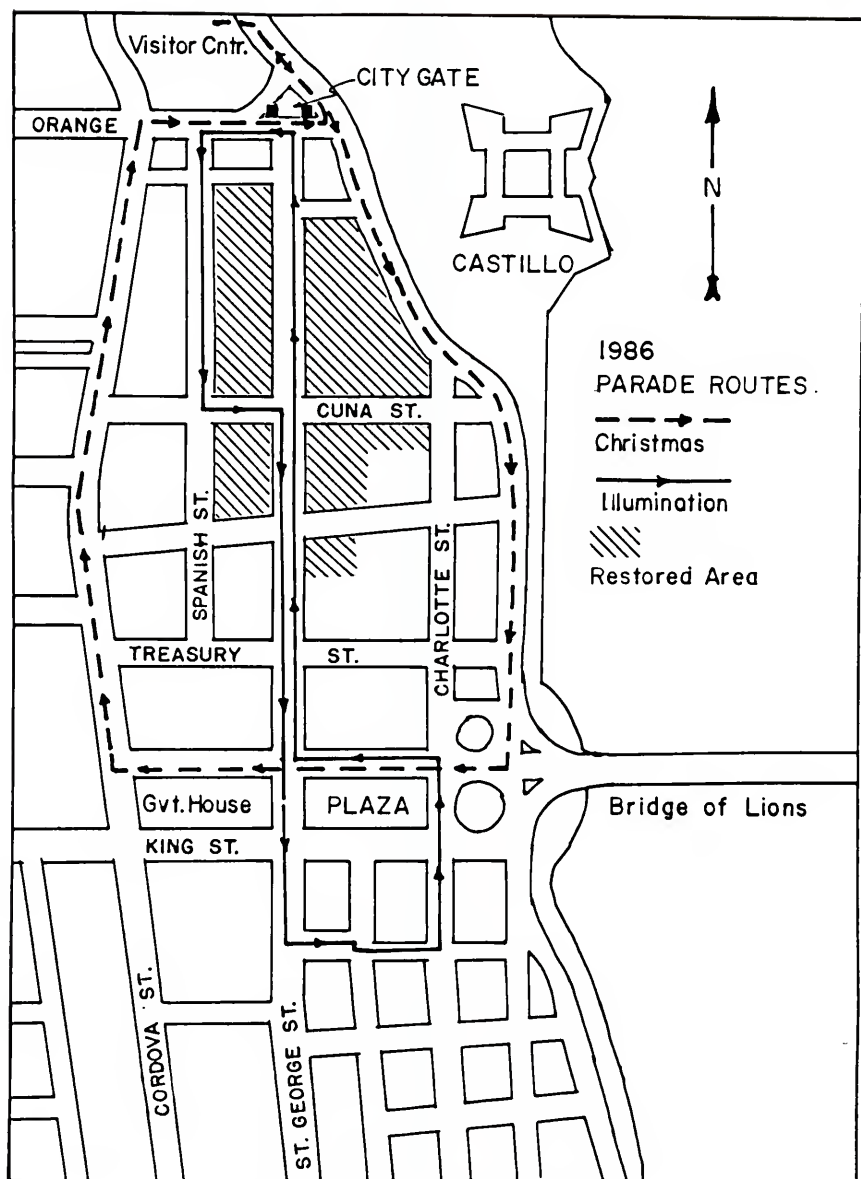 Visitor Cntr.
CITY GATE
ORANGE
N
CASTILLO
1986
PARADE ROUTES.
Christmas
Illumination
Restored Area
CUNA ST.
SPANISH ST.
CHARLOTTE ST.
TREASURY ST.
Gvt. House
PLAZA
Bridge of Lions
KING ST.
CORDOVA ST.
ST. GEORGE ST.